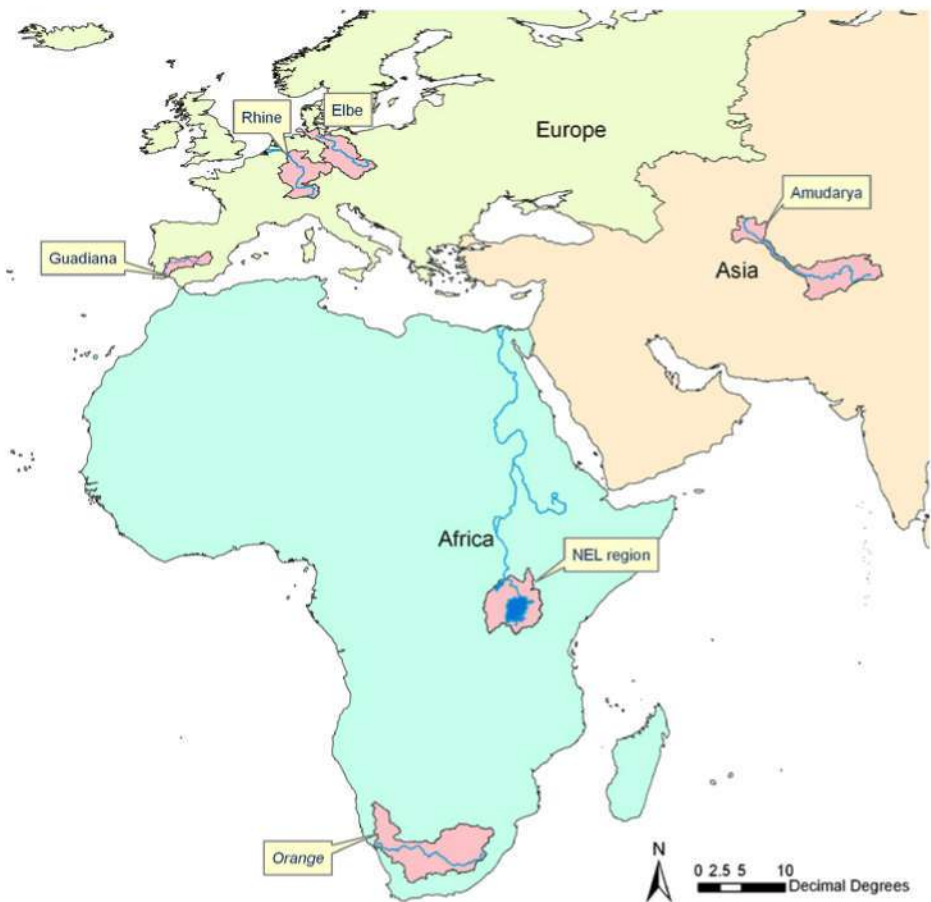 Rhine
Elbe
Europe
Amudarya
Guadiana
Asia
Africa
NEL region
Orange
N
0 2.5 5 10
Decimal Degrees